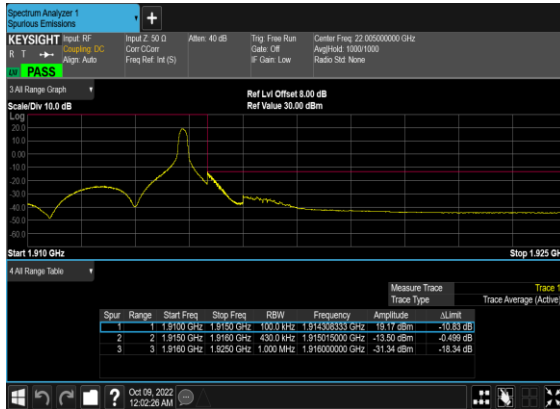 Spectrum Analyzer 1
Spurious Emissions
+
KEYSIGHT Input: RF Input Z: 50 Ω Atten: 40 dB Trig: Free Run Center Freq: 22.005000000 GHz
R T Coupling: DC Corr CCorr Gate: Off Avg|Hold: 1000/1000
Align: Auto Freq Ref: Int (S) IF Gain: Low Radio Std: None
PASS
3 All Range Graph
Ref Lvl Offset 8.00 dB
Scale/Div 10.0 dB Ref Value 30.00 dBm
Log
20.0
10.0
0.00
-10.0
-20.0
-30.0
-40.0
-50.0
-60.0
Start 1.910 GHz Stop 1.925 GH
4 All Range Table
Measure Trace Trace 1
Trace Type Trace Average (Active)
Spur Range Start Freq Stop Freq RBW Frequency Amplitude ΔLimit
1 1 1.9100 GHz 1.9150 GHz 100.0 kHz 1.914308333 GHz 19.17 dBm -10.83 dB
2 2 1.9150 GHz 1.9160 GHz 430.0 kHz 1.915015000 GHz -13.50 dBm -0.499 dB
3 3 1.9160 GHz 1.9250 GHz 1.000 MHz 1.916000000 GHz -31.34 dBm -18.34 dB
? Oct 09, 2022
12:02:26 AM